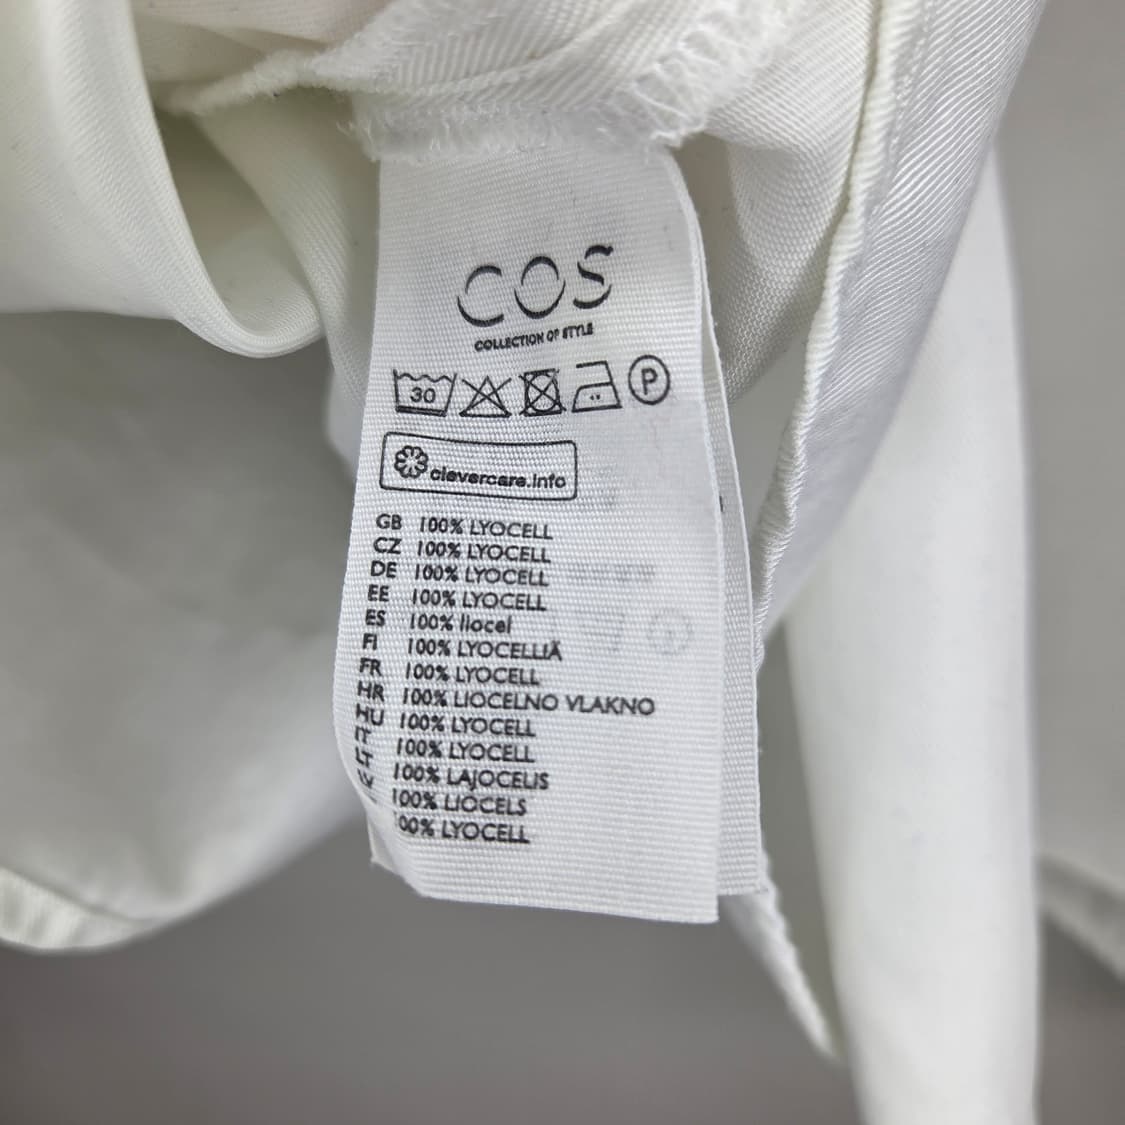 COS
COLLECTION OF STYLE
30 P
clevercare.info
GB 100% LYOCELL
CZ 100% LYOCELL
DE 100% LYOCELL
EE 100% LYOCELL
ES 100% liocel
FI 100% LYOCELLIÄ
FR 100% LYOCELL
HR 100% LIOCELNO VLAKNO
HU 100% LYOCELL
IT 100% LYOCELL
LT 100% LAJOCELIS
LV 100% LIOCELS
100% LYOCELL